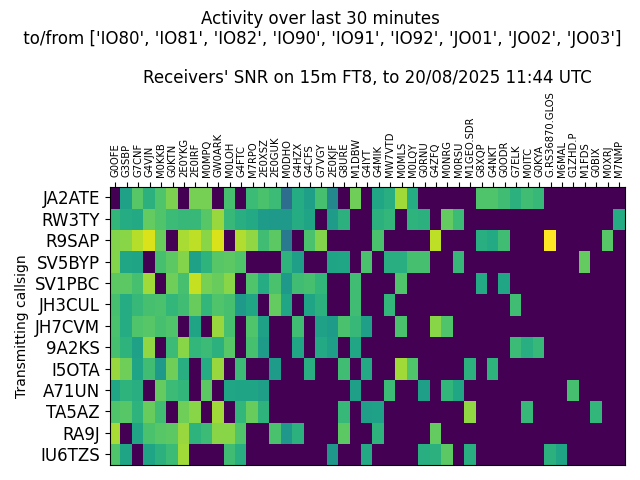 Activity over last 30 minutes
to/from ['IO80', 'IO81', 'IO82', 'IO90', 'IO91', 'IO92', 'JO01', 'JO02', 'JO03']
Receivers' SNR on 15m FT8, to 20/08/2025 11:44 UTC
G0OFE
G3SBP
G7CNF
G4VJN
M0KKB
G0KTN
2E0YKG
2E0IRF
M0MPQ
GW0ARK
M0LOH
G4FTC
M7RPO
2E0XSZ
2E0GUK
M0DHO
G4HZX
G4CFS
G7VGY
2E0KJF
G8URE
M1DBW
G4IYT
G4MIK
MW7VTD
M0MLS
M0LQY
G0RNU
G4ZFQ
M0NRG
M0RSU
M1GEO.SDR
G8XQP
G4NKT
G0ODR
G7ELK
M0ITC
G0KYA
G:RS36870 GLOS
M6MAL
G1ZHD.P
M1FDS
G0BIX
M0XRJ
M7NMP
Transmitting callsign
JA2ATE
RW3TY
R9SAP
SV5BYP
SV1PBC
JH3CUL
JH7CVM
9A2KS
I5OTA
A71UN
TA5AZ
RA9J
IU6TZS